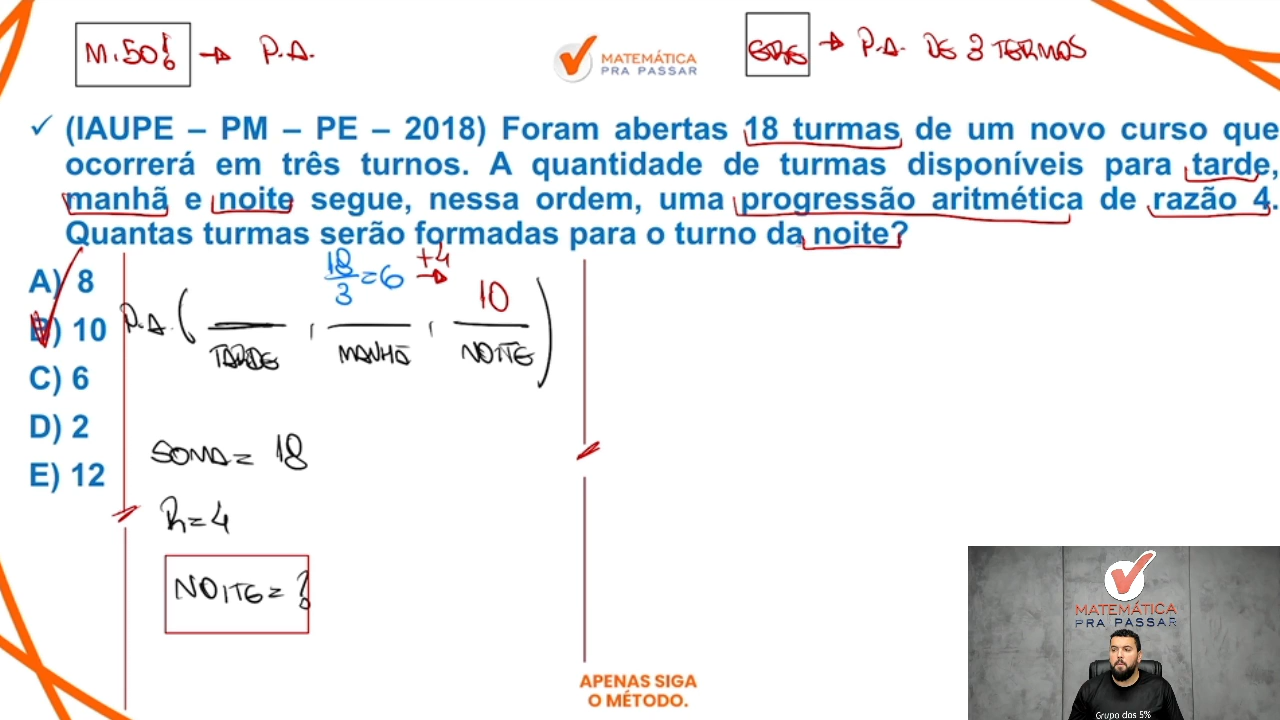 M.50! → P.A.
MATEMÁTICA
PRA PASSAR
→ P.A. DE 3 TERMOS
✓ (IAUPE – PM – PE – 2018) Foram abertas 18 turmas de um novo curso que
ocorrerá em três turnos. A quantidade de turmas disponíveis para tarde,
manhã e noite segue, nessa ordem, uma progressão aritmética de razão 4.
Quantas turmas serão formadas para o turno da noite?
A) 8
B) 10
C) 6
D) 2
E) 12
18/3 = 6 +4 →
10
P.A. ( , , )
TARDE MANHÃ NOITE
SOMA = 18
R = 4
NOITE = ?
MATEMÁTICA
PRA PASSAR
Grupo dos 5%
APENAS SIGA
O MÉTODO.